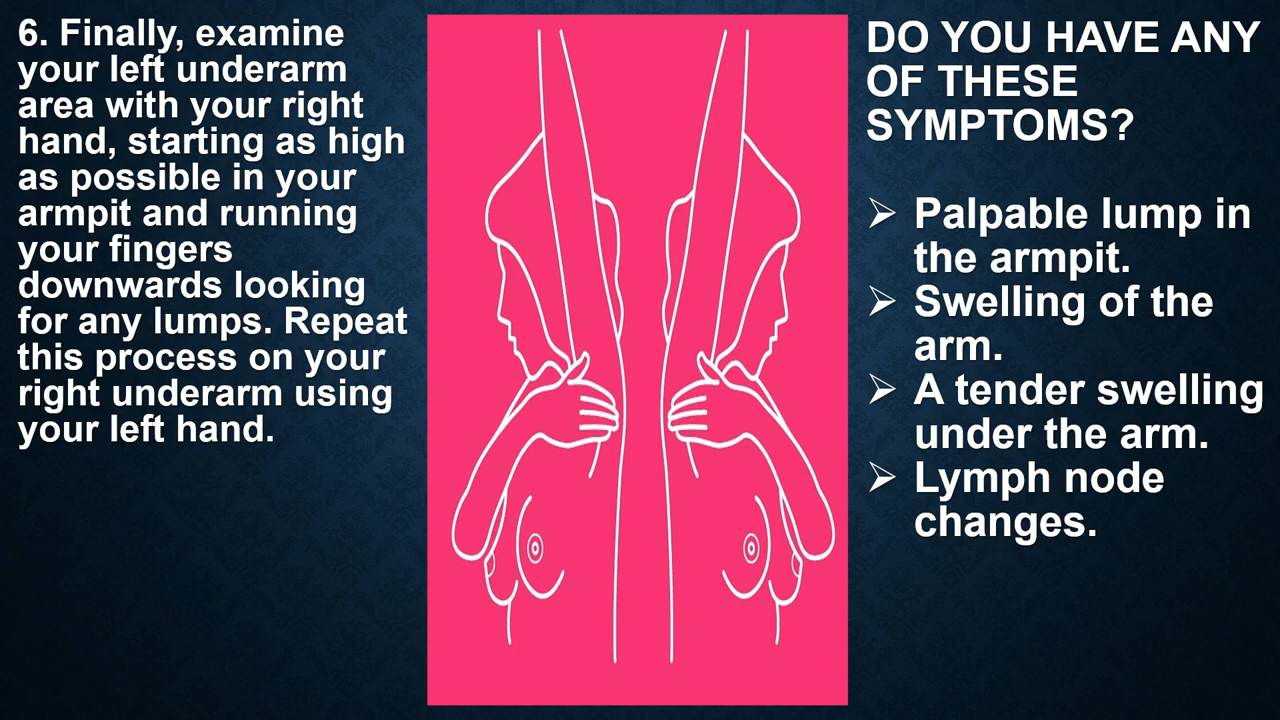 6. Finally, examine
your left underarm
area with your right
hand, starting as high
as possible in your
armpit and running
your fingers
downwards looking
for any lumps. Repeat
this process on your
right underarm using
your left hand.
DO YOU HAVE ANY
OF THESE
SYMPTOMS?
➢ Palpable lump in
the armpit.
➢ Swelling of the
arm.
➢ A tender swelling
under the arm.
➢ Lymph node
changes.